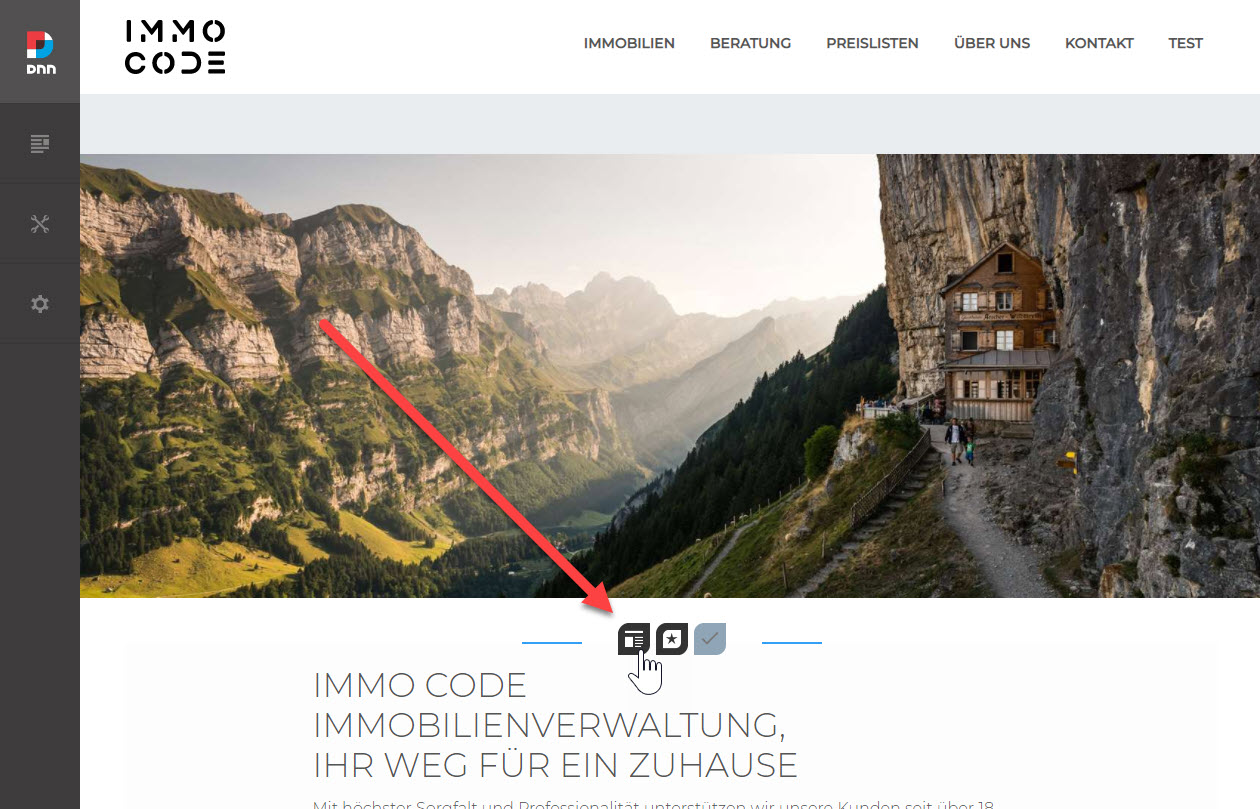 DNN
IMMO
CODE
IMMOBILIEN BERATUNG PREISLISTEN ÜBER UNS KONTAKT TEST
IMMO CODE
IMMOBILIENVERWALTUNG,
IHR WEG FÜR EIN ZUHAUSE
Mit höchster Sorgfalt und Professionalität unterstützen wir unsere Kunden seit über 18